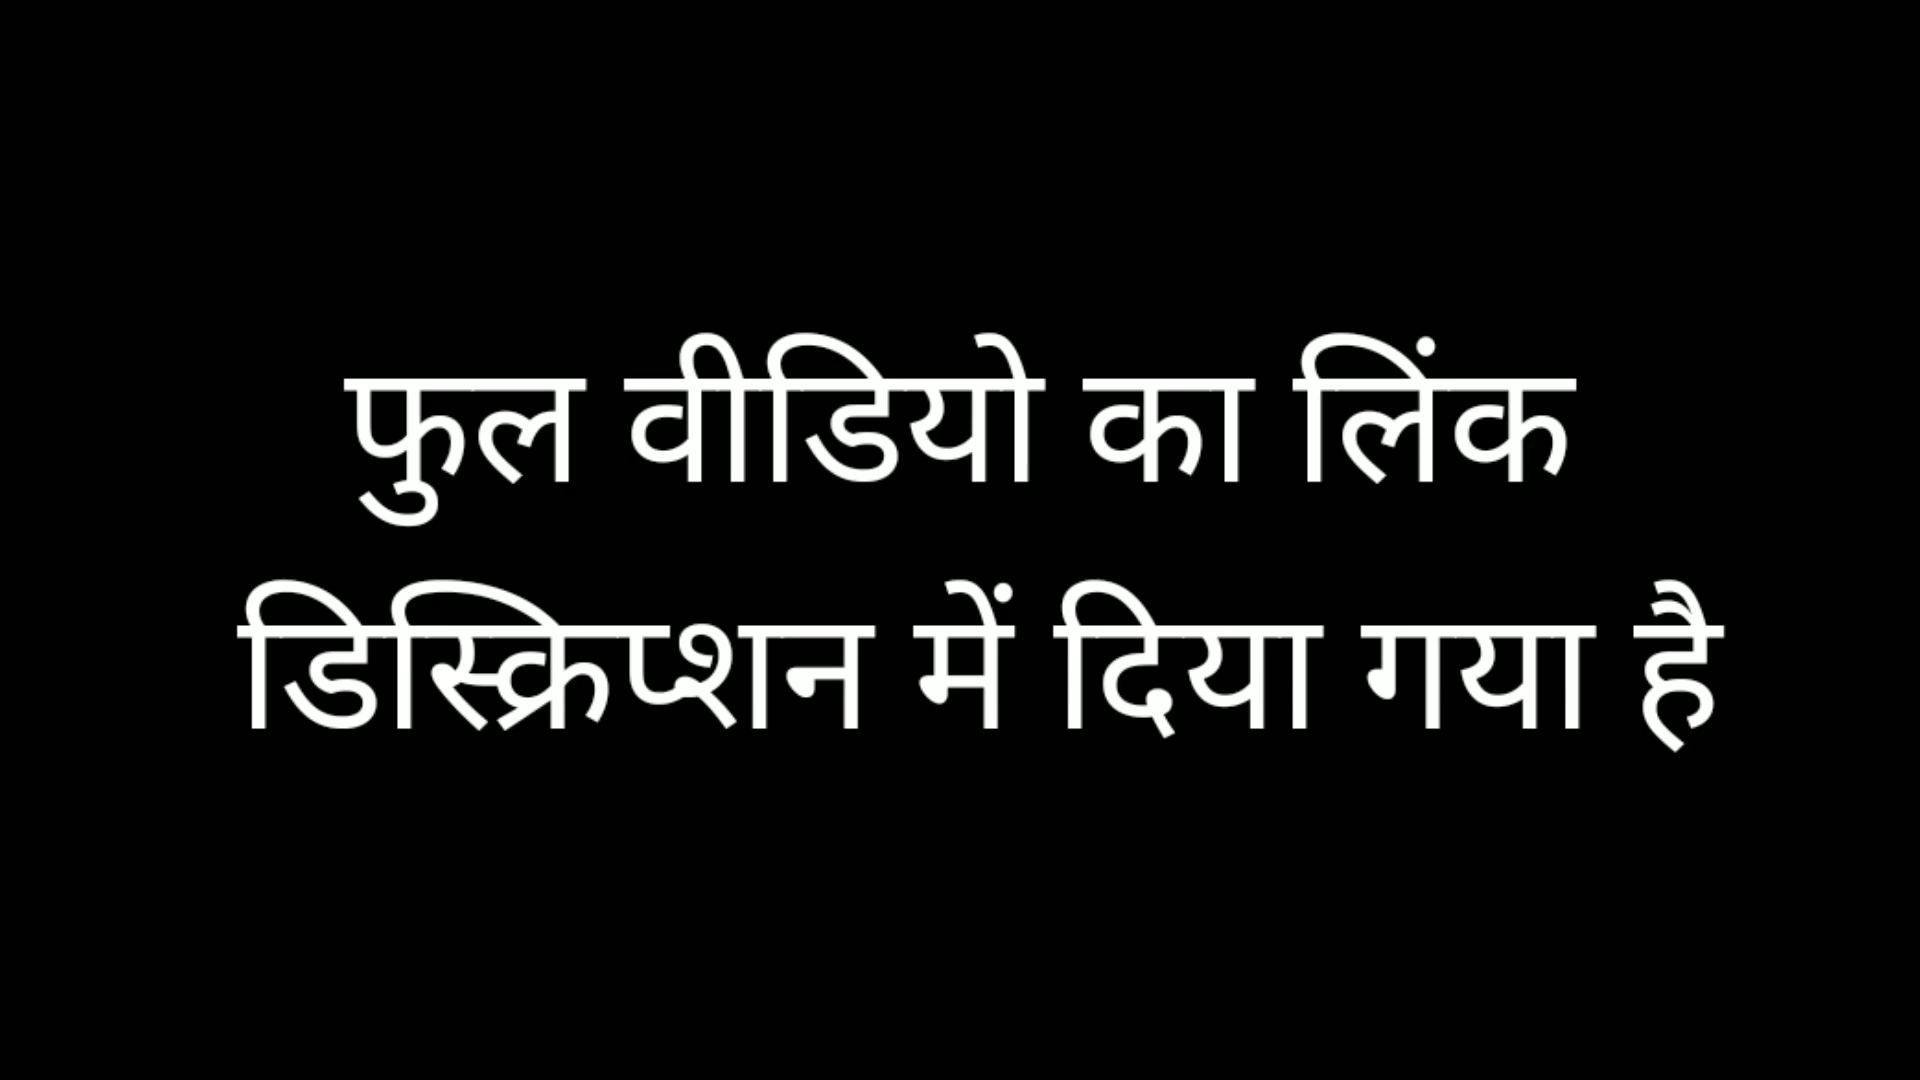 फुल वीडियो का लिंक
डिस्क्रिप्शन में दिया गया है